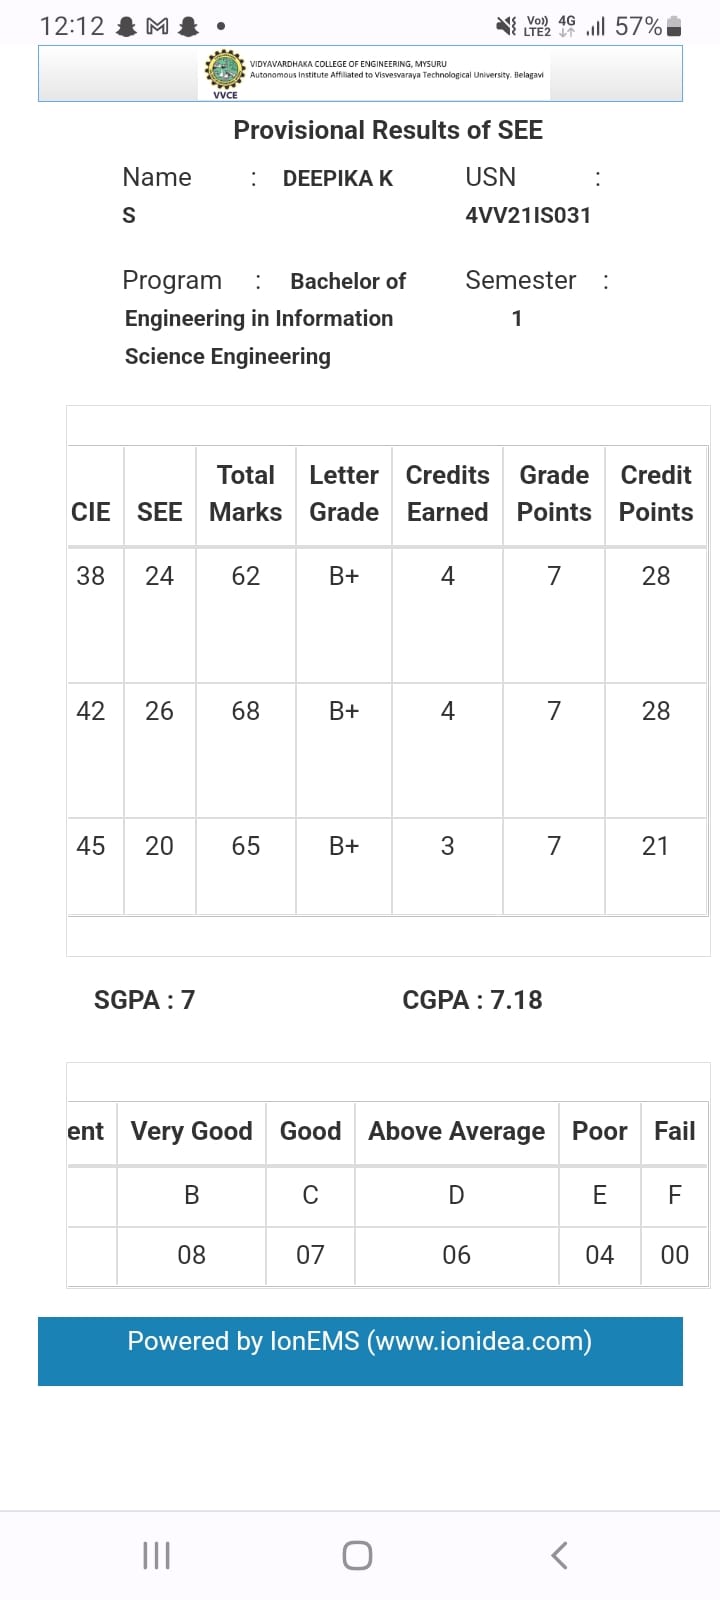 12:12 57%
Vo)) 4G
LTE2
VIDYAVARDHAKA COLLEGE OF ENGINEERING, MYSURU
Autonomous Institute Affiliated to Visvesvaraya Technological University. Belagavi
VVCE
Provisional Results of SEE
Name : DEEPIKA K USN :
S 4VV21IS031
Program : Bachelor of Semester :
Engineering in Information 1
Science Engineering
Total Letter Credits Grade Credit
CIE SEE Marks Grade Earned Points Points
38 24 62 B+ 4 7 28
42 26 68 B+ 4 7 28
45 20 65 B+ 3 7 21
SGPA : 7 CGPA : 7.18
ent Very Good Good Above Average Poor Fail
B C D E F
08 07 06 04 00
Powered by IonEMS (www.ionidea.com)